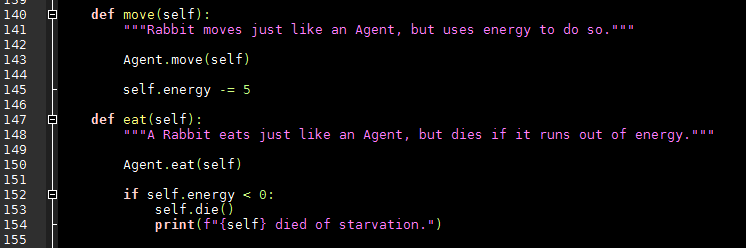 139
140 def move(self):
141 """Rabbit moves just like an Agent, but uses energy to do so."""
142
143 Agent.move(self)
144
145 self.energy -= 5
146
147 def eat(self):
148 """A Rabbit eats just like an Agent, but dies if it runs out of energy."""
149
150 Agent.eat(self)
151
152 if self.energy < 0:
153 self.die()
154 print(f"{self} died of starvation.")
155